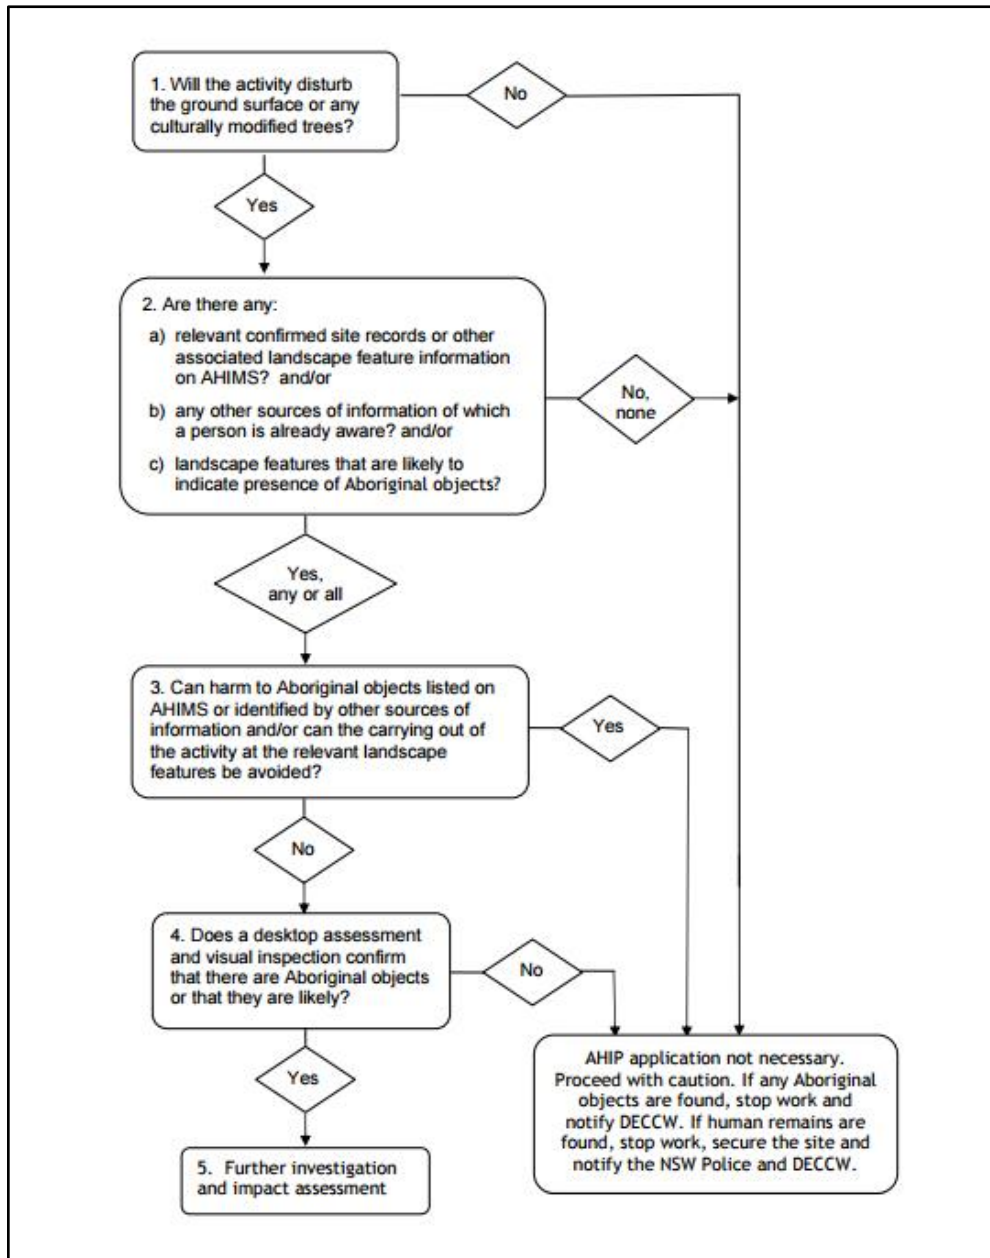 1. Will the activity disturb
the ground surface or any
culturally modified trees?
No
Yes
2. Are there any:
a) relevant confirmed site records or other
associated landscape feature information
on AHIMS? and/or
b) any other sources of information of which
a person is already aware? and/or
c) landscape features that are likely to
indicate presence of Aboriginal objects?
No,
none
Yes,
any or all
3. Can harm to Aboriginal objects listed on
AHIMS or identified by other sources of
information and/or can the carrying out of
the activity at the relevant landscape
features be avoided?
Yes
No
4. Does a desktop assessment
and visual inspection confirm
that there are Aboriginal objects
or that they are likely?
No
Yes
AHIP application not necessary.
Proceed with caution. If any Aboriginal
objects are found, stop work and
notify DECCW. If human remains are
found, stop work, secure the site and
notify the NSW Police and DECCW.
5. Further investigation
and impact assessment